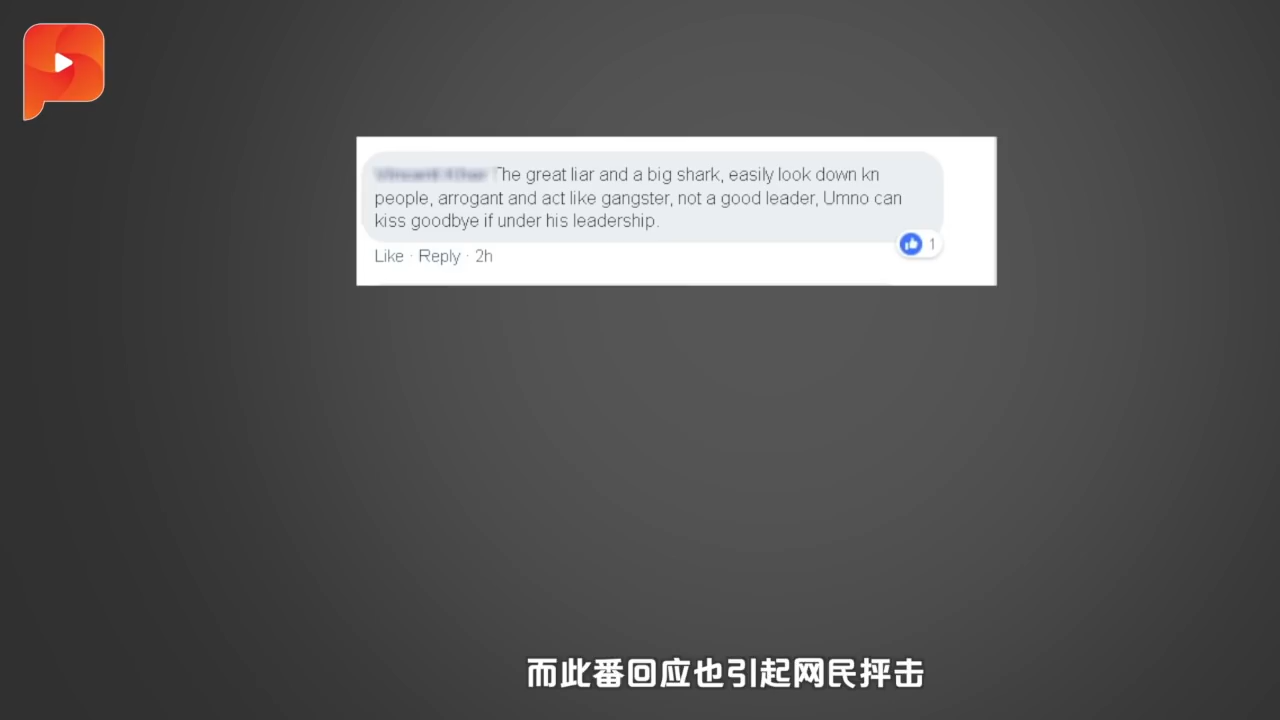 The great liar and a big shark, easily look down kn
people, arrogant and act like gangster, not a good leader, Umno can
kiss goodbye if under his leadership.
1
Like · Reply · 2h
而此番回应也引起网民抨击